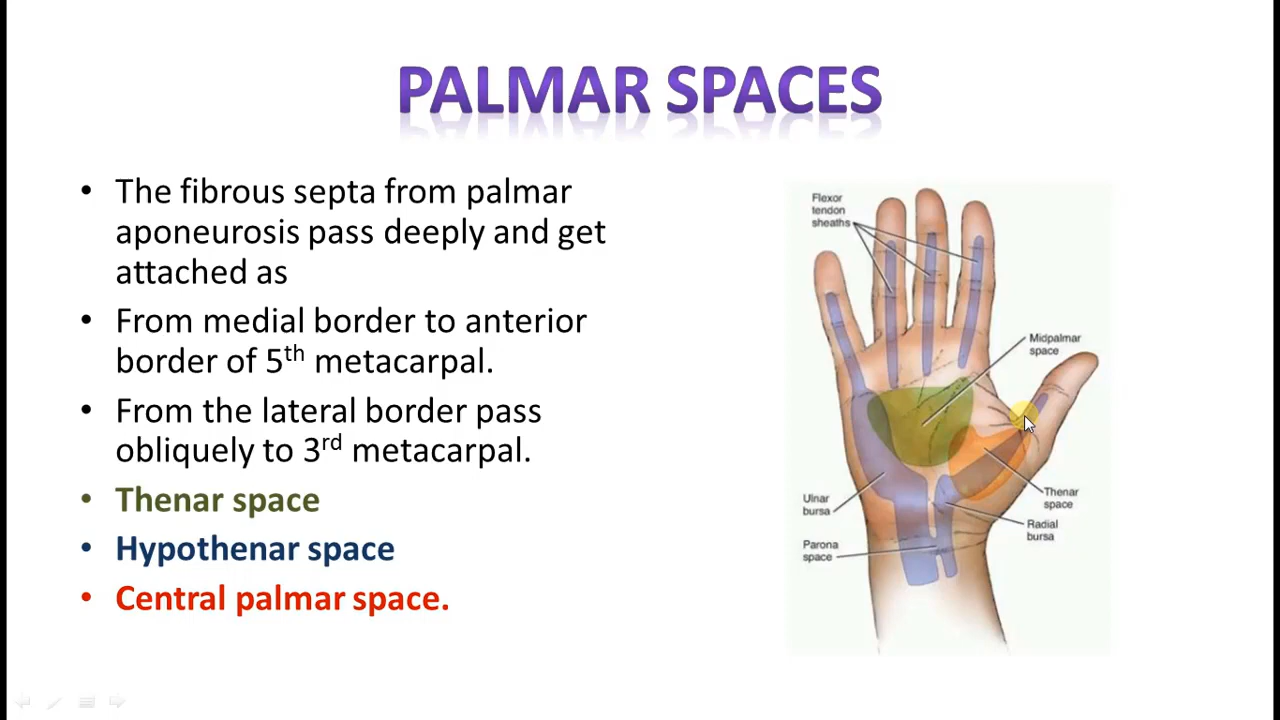 PALMAR SPACES
• The fibrous septa from palmar
aponeurosis pass deeply and get
attached as
• From medial border to anterior
border of 5th metacarpal.
• From the lateral border pass
obliquely to 3rd metacarpal.
• Thenar space
• Hypothenar space
• Central palmar space.
Flexor
tendon
sheaths
Midpalmar
space
Ulnar
bursa
Thenar
space
Radial
bursa
Parona
space